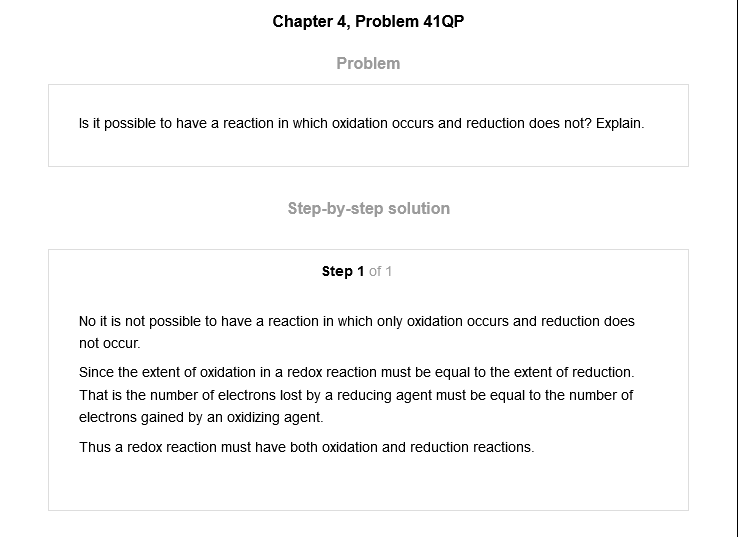 Chapter 4, Problem 41QP
Problem
Is it possible to have a reaction in which oxidation occurs and reduction does not? Explain.
Step-by-step solution
Step 1 of 1
No it is not possible to have a reaction in which only oxidation occurs and reduction does
not occur.
Since the extent of oxidation in a redox reaction must be equal to the extent of reduction.
That is the number of electrons lost by a reducing agent must be equal to the number of
electrons gained by an oxidizing agent.
Thus a redox reaction must have both oxidation and reduction reactions.